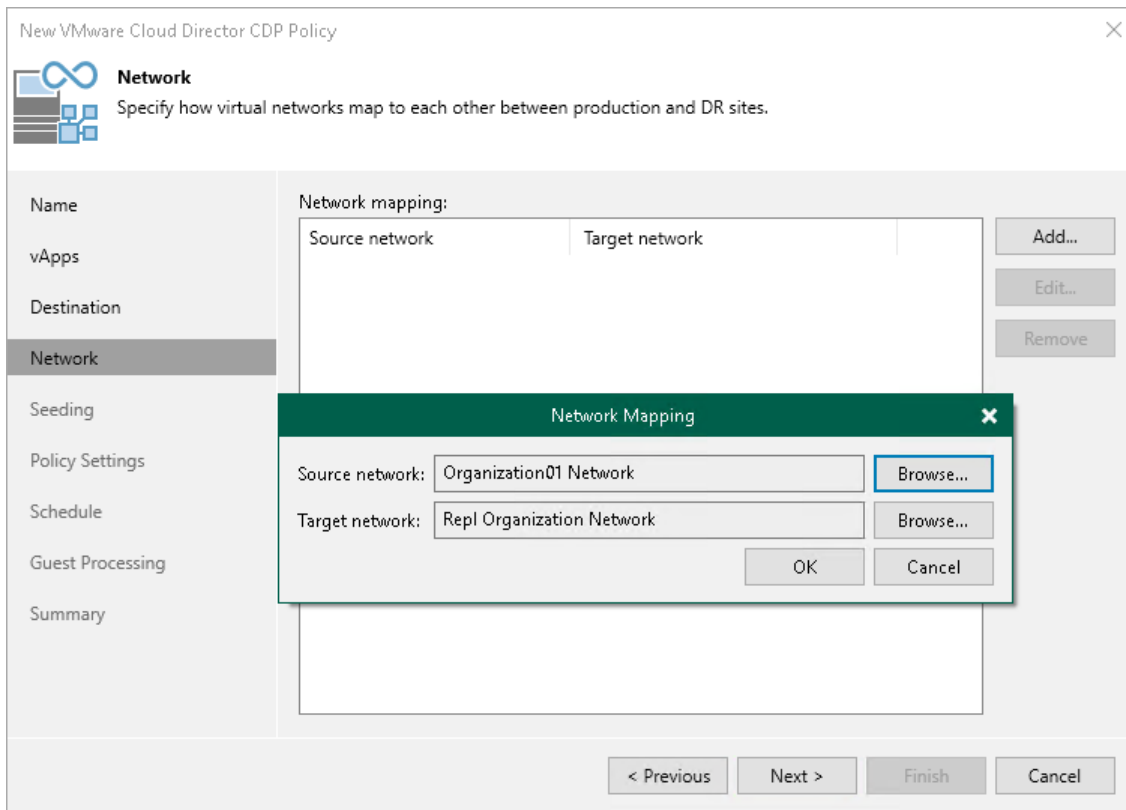 New VMware Cloud Director CDP Policy
Network
Specify how virtual networks map to each other between production and DR sites.
Name
vApps
Destination
Network
Seeding
Policy Settings
Schedule
Guest Processing
Summary
Network mapping:
Source network Target network
Add...
Edit...
Remove
Network Mapping
Source network: Organization01 Network Browse...
Target network: Repl Organization Network Browse...
OK Cancel
< Previous Next > Finish Cancel